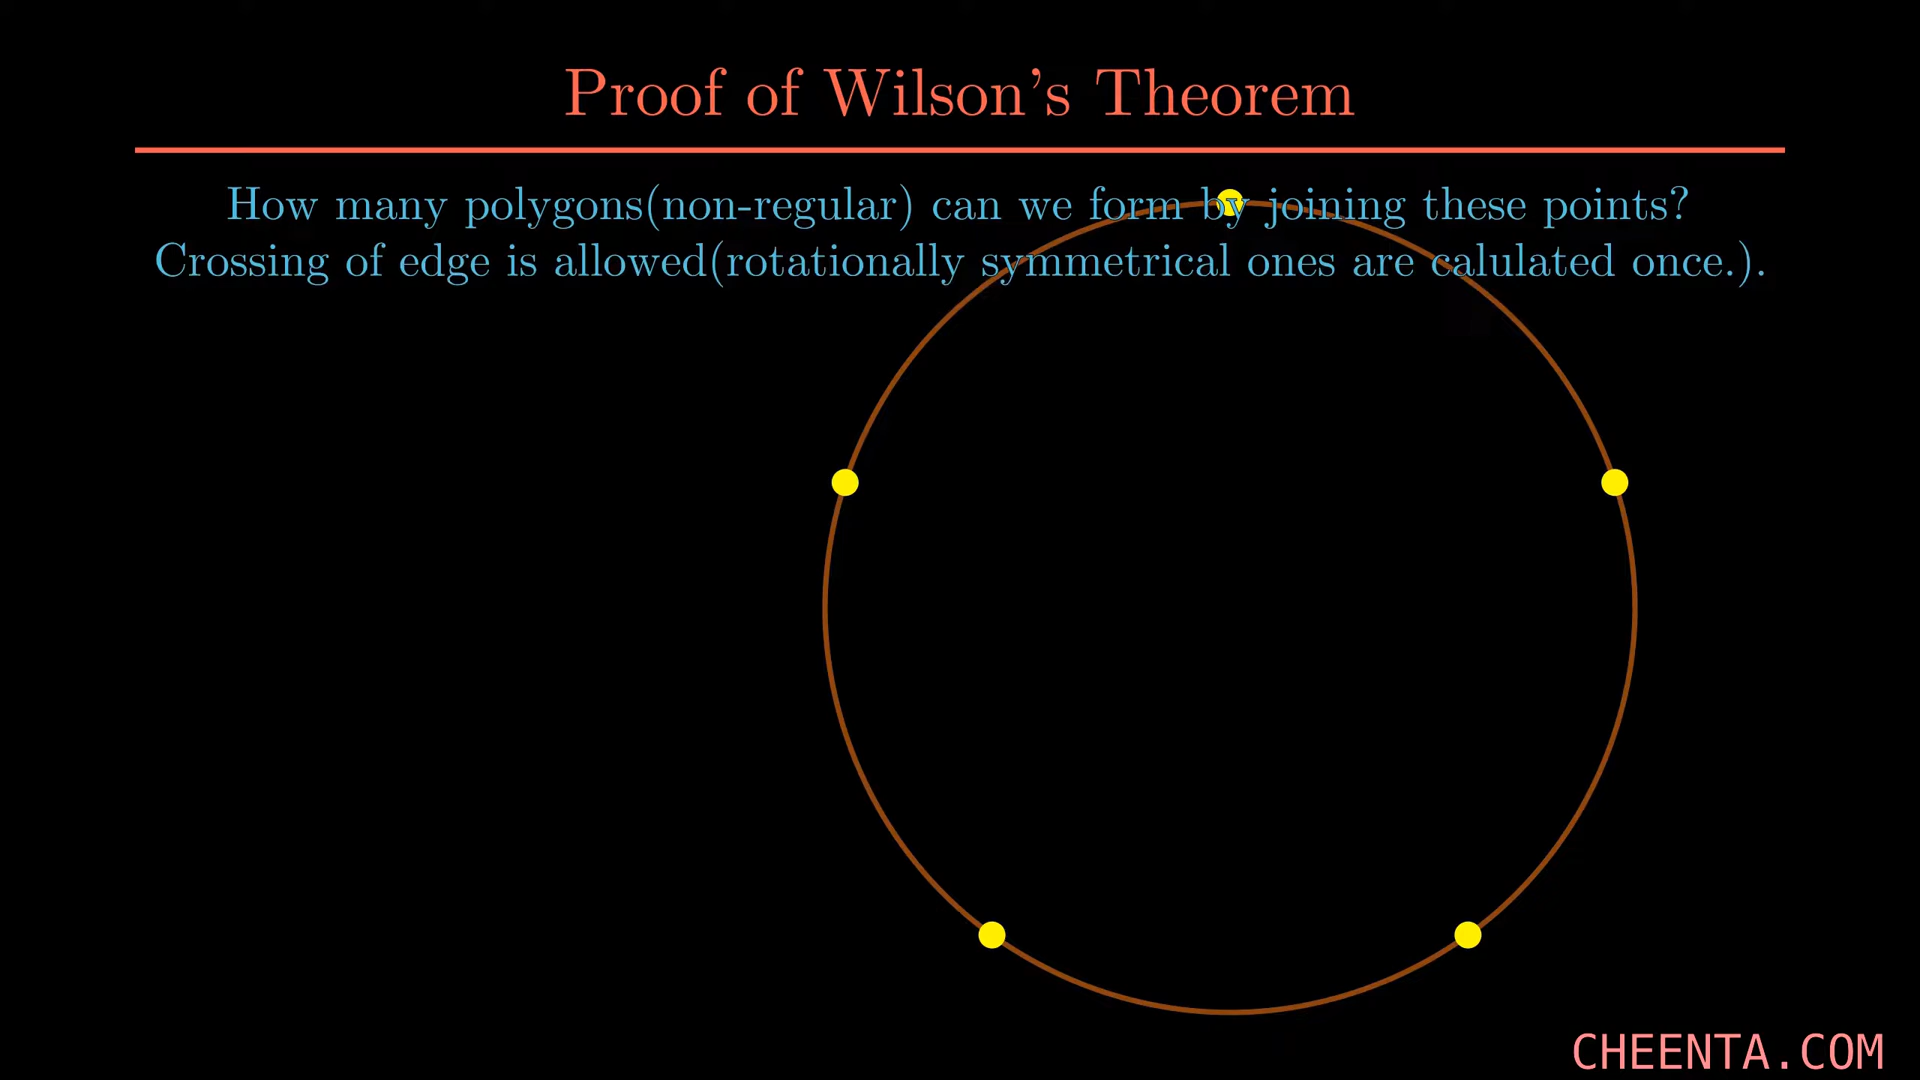 Proof of Wilson's Theorem
How many polygons(non-regular) can we form by joining these points?
Crossing of edge is allowed(rotationally symmetrical ones are calulated once.).
CHEENTA.COM